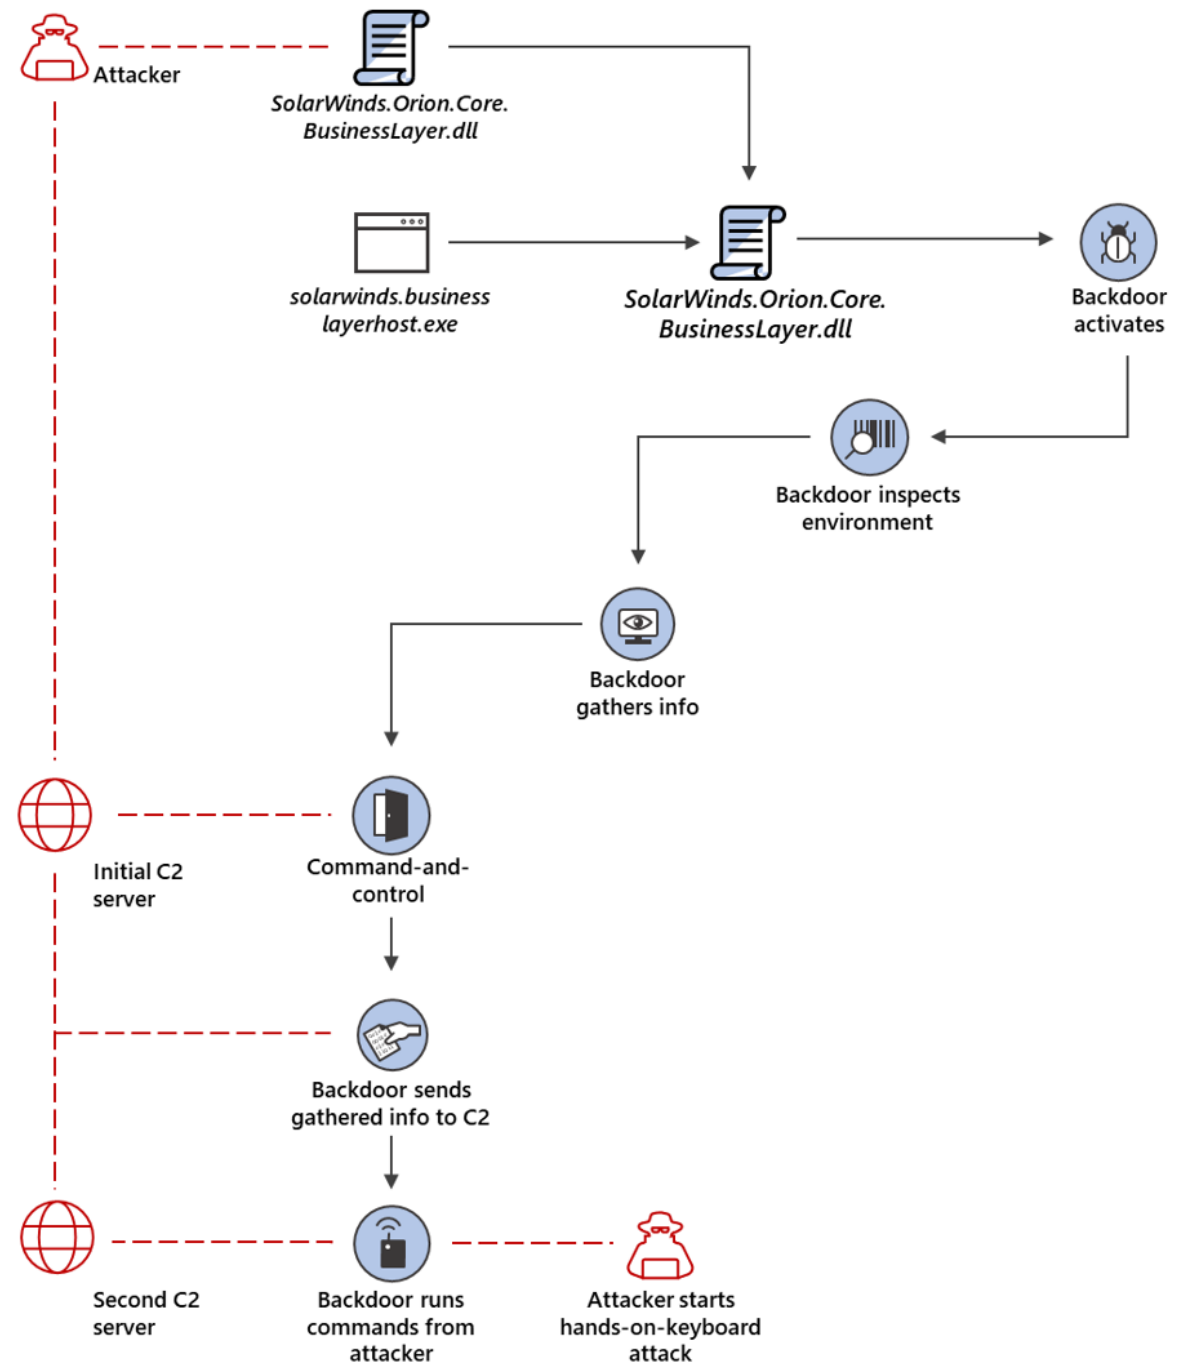 Attacker
SolarWinds.Orion.Core.
BusinessLayer.dll
solarwinds.business
layerhost.exe
SolarWinds.Orion.Core.
BusinessLayer.dll
Backdoor
activates
Backdoor inspects
environment
Backdoor
gathers info
Initial C2
server
Command-and-
control
Backdoor sends
gathered info to C2
Second C2
server
Backdoor runs
commands from
attacker
Attacker starts
hands-on-keyboard
attack